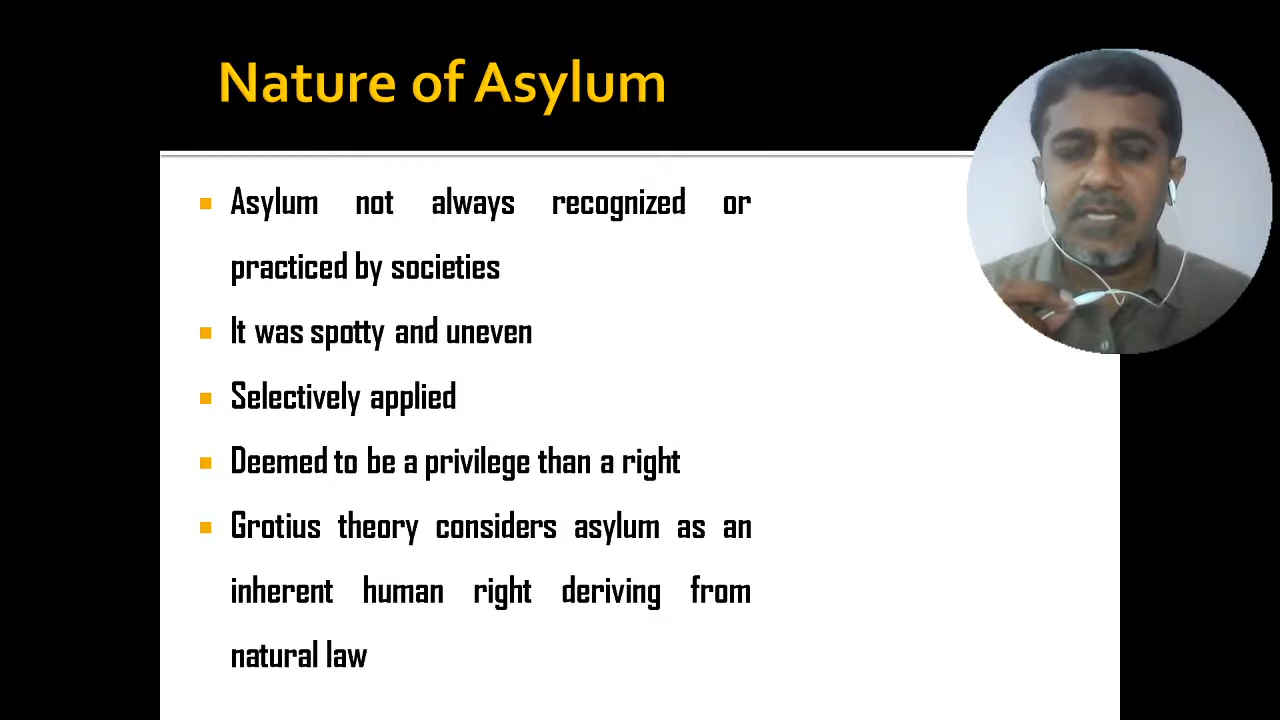 Nature of Asylum
Asylum not always recognized or
practiced by societies
It was spotty and uneven
Selectively applied
Deemed to be a privilege than a right
Grotius theory considers asylum as an
inherent human right deriving from
natural law